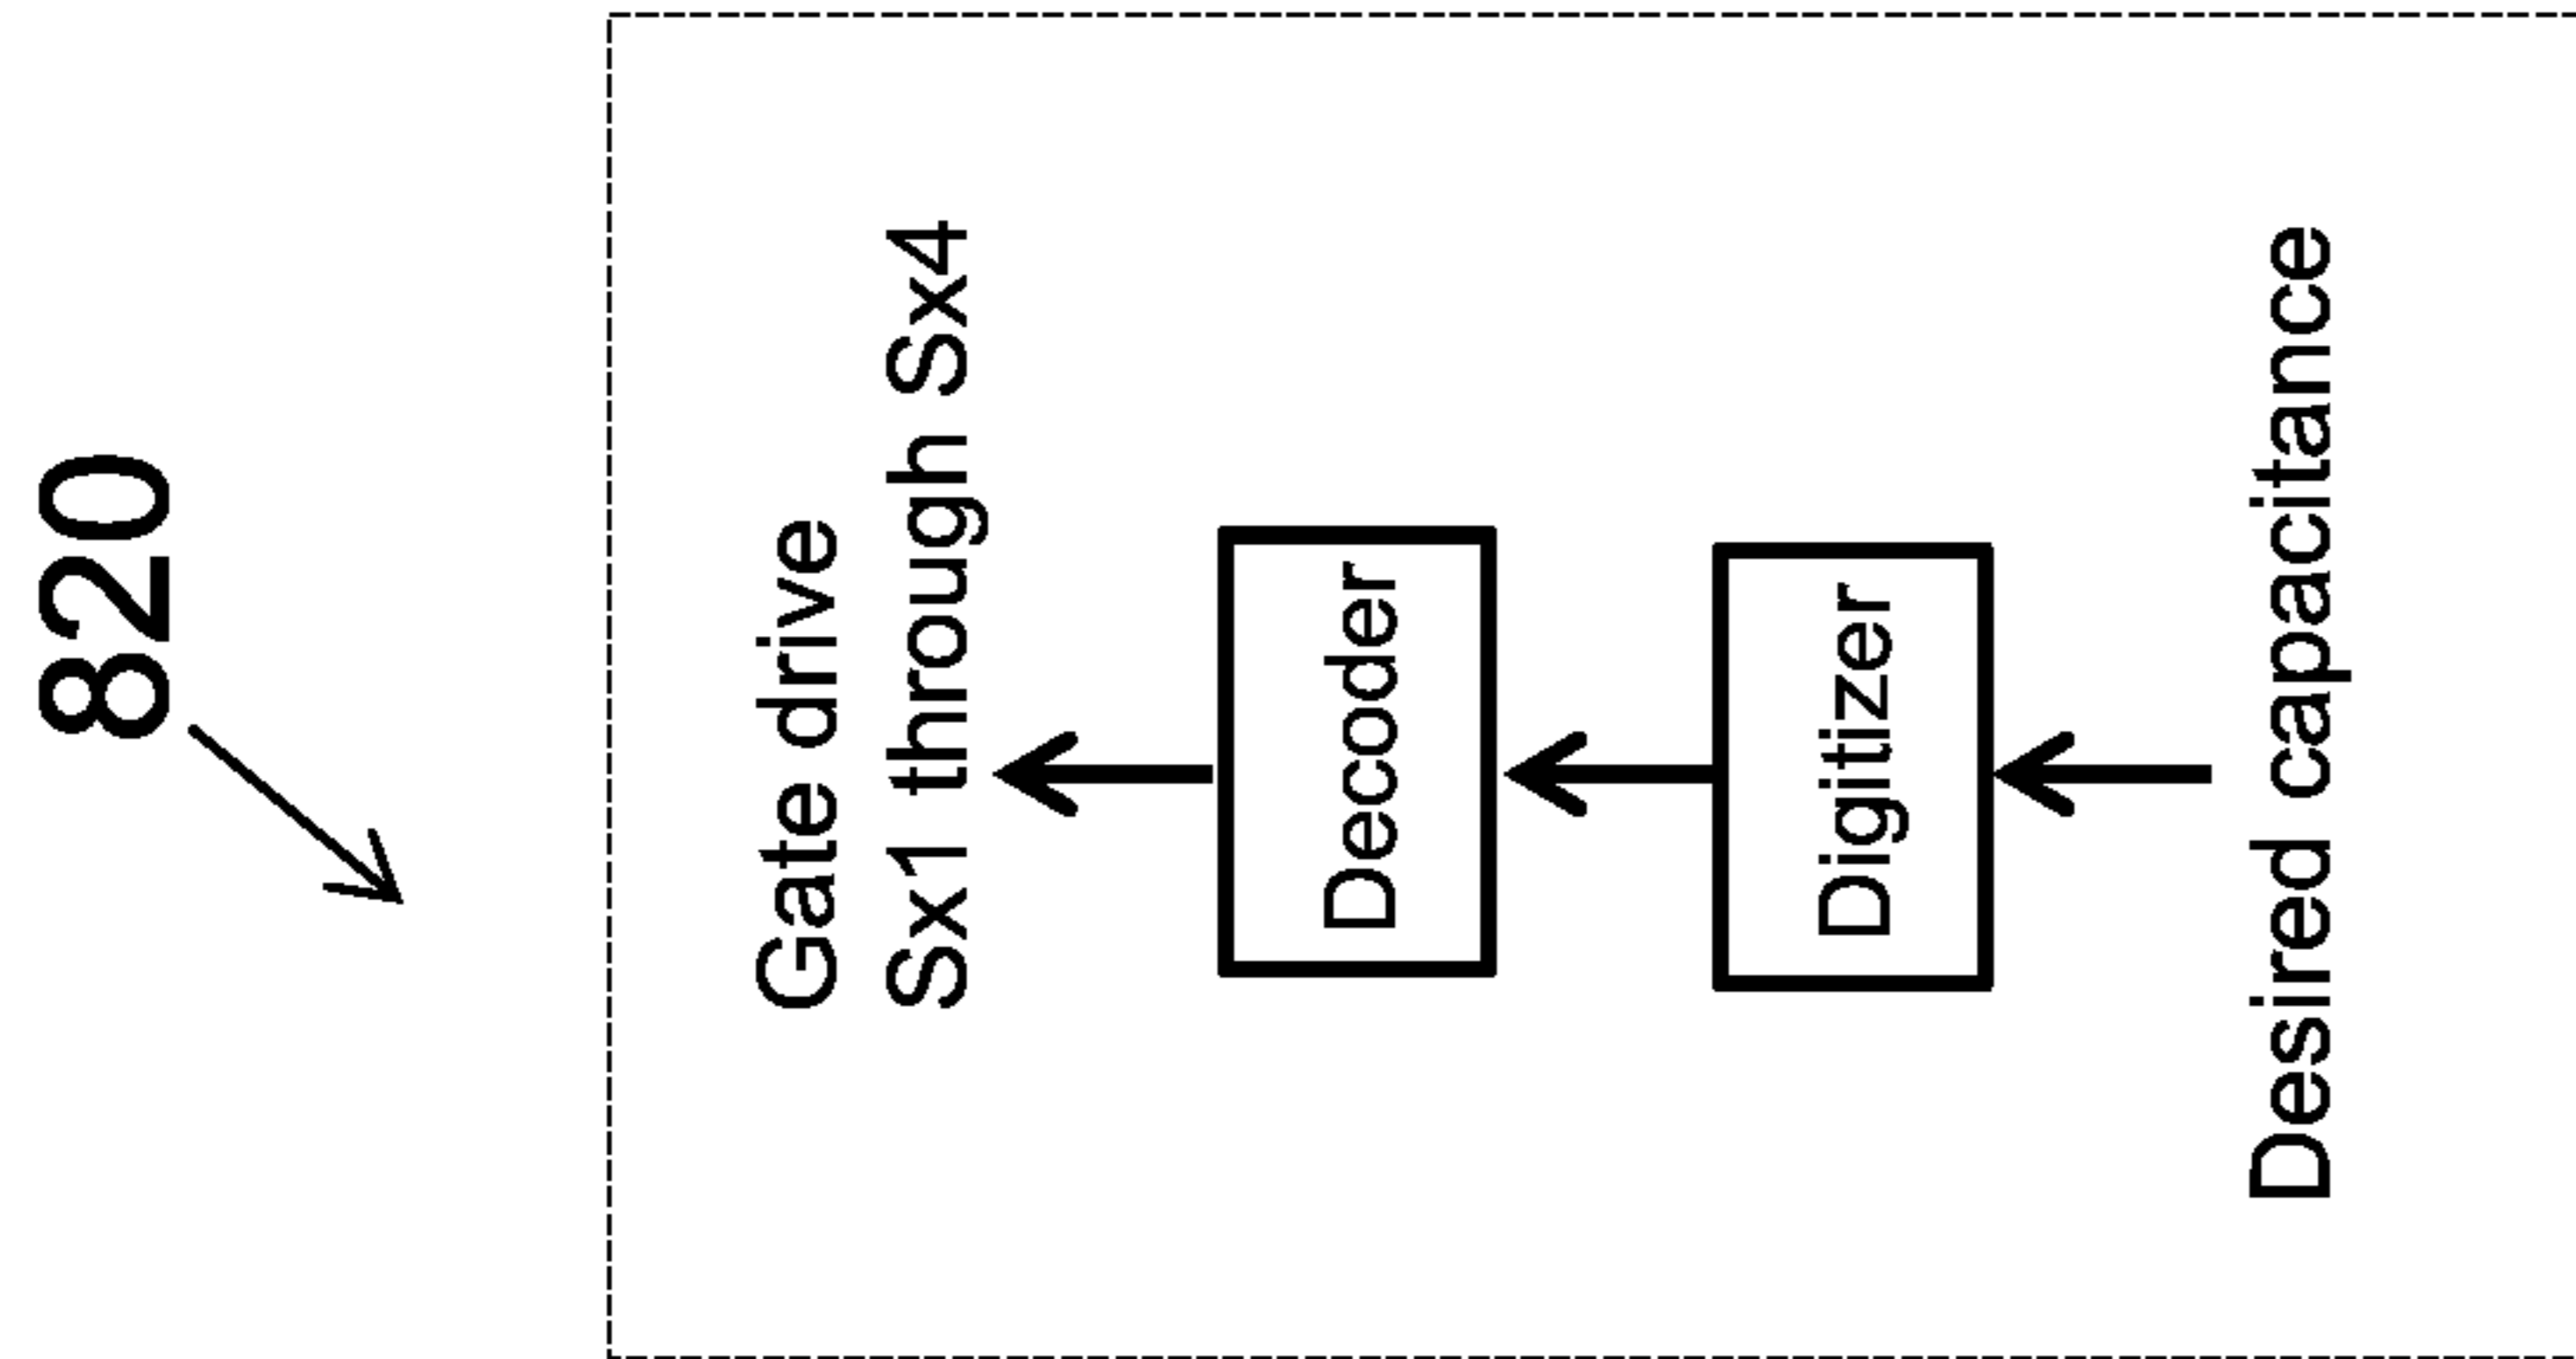 820
Gate drive
Sx1 through Sx4
Decoder
Digitizer
Desired capacitance